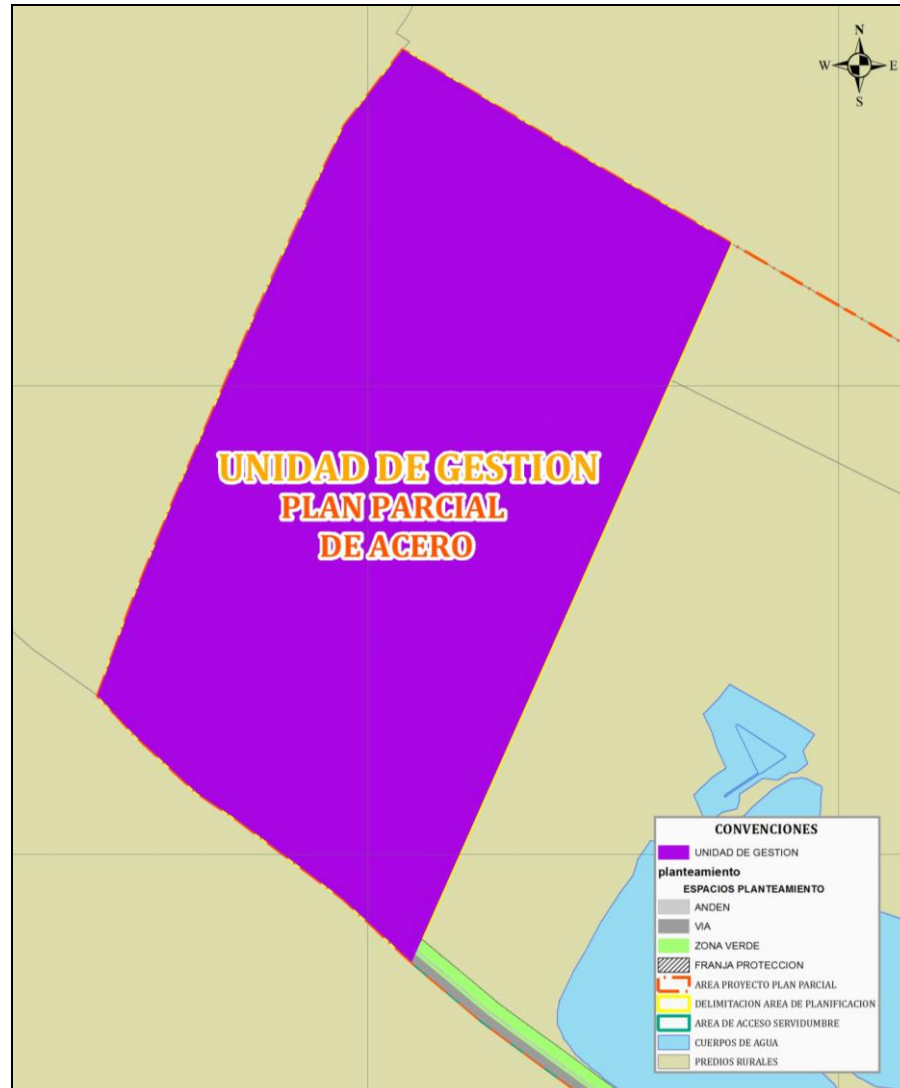 N
W E
S
UNIDAD DE GESTION
PLAN PARCIAL
DE ACERO
CONVENCIONES
UNIDAD DE GESTION
planteamiento
ESPACIOS PLANTEAMIENTO
ANDEN
VIA
ZONA VERDE
FRANJA PROTECCION
AREA PROYECTO PLAN PARCIAL
DELIMITACION AREA DE PLANIFICACION
AREA DE ACCESO SERVIDUMBRE
CUERPOS DE AGUA
PREDIOS RURALES